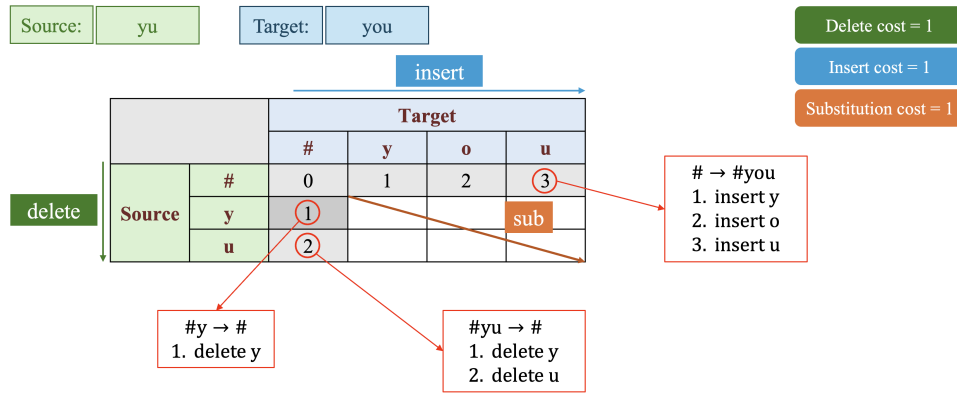 Source: yu Target: you Delete cost = 1
Insert cost = 1
Substitution cost = 1
insert
Target
# y o u
# 0 1 2 3
Source y 1
u 2
delete
sub
# → #you
1. insert y
2. insert o
3. insert u
#y → #
1. delete y
#yu → #
1. delete y
2. delete u